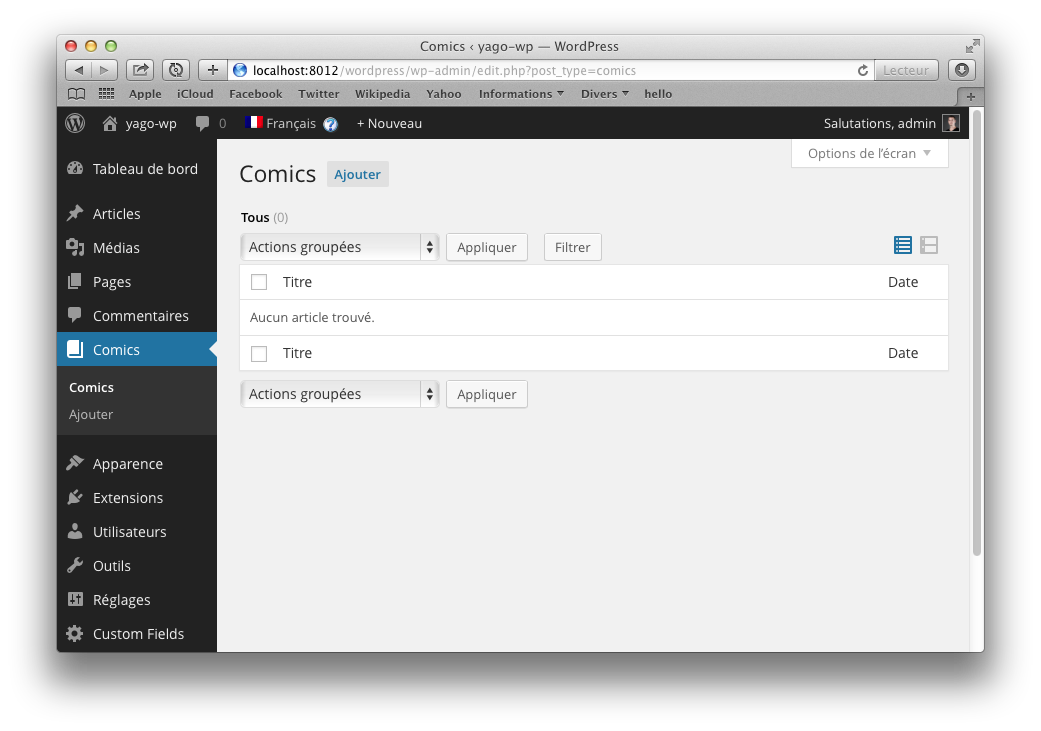 Comics ‹ yago-wp — WordPress
localhost:8012/wordpress/wp-admin/edit.php?post_type=comics
Lecteur
Apple iCloud Facebook Twitter Wikipedia Yahoo Informations Divers hello
yago-wp 0 Français ? + Nouveau Salutations, admin
Options de l’écran
Tableau de bord
Articles
Médias
Pages
Commentaires
Comics
Comics
Ajouter
Apparence
Extensions
Utilisateurs
Outils
Réglages
Custom Fields
Comics Ajouter
Tous (0)
Actions groupées Appliquer Filtrer
Titre Date
Aucun article trouvé.
Titre Date
Actions groupées Appliquer